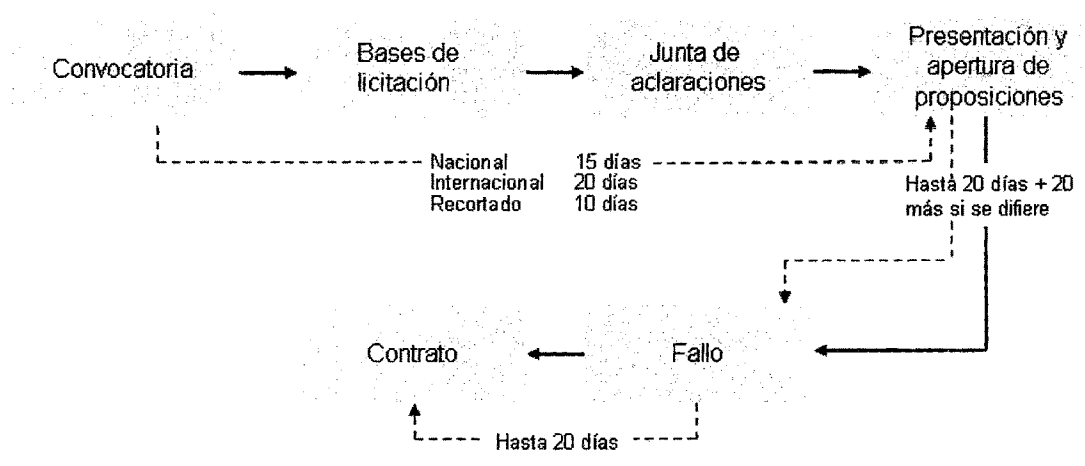 Convocatoria
Bases de
licitación
Junta de
aclaraciones
Presentación y
apertura de
proposiciones
Nacional 15 días
Internacional 20 días
Recortado 10 días
Hasta 20 días + 20
más si se difiere
Contrato
Fallo
Hasta 20 días